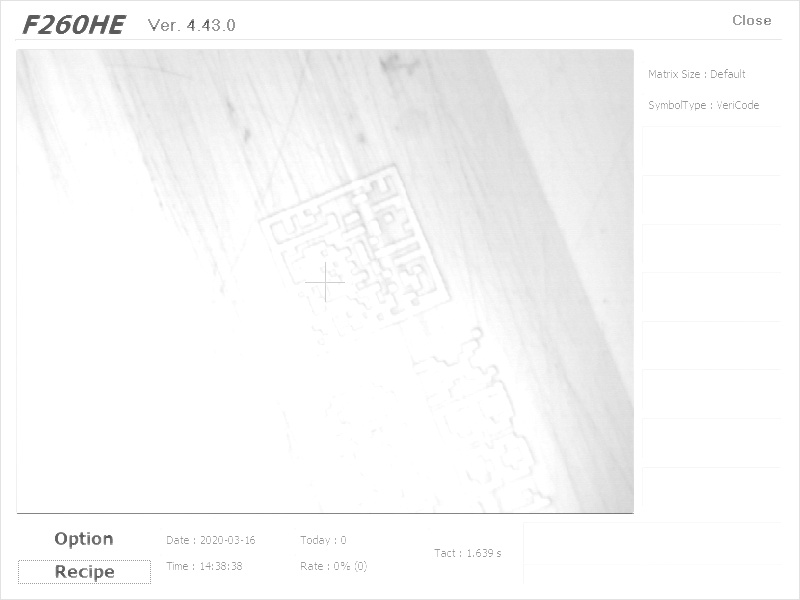 F260HE Ver. 4.43.0
Close
Matrix Size : Default
SymbolType : VeriCode
Option
Date : 2020-03-16
Today : 0
Tact : 1.639 s
Recipe
Time : 14:38:38
Rate : 0% (0)